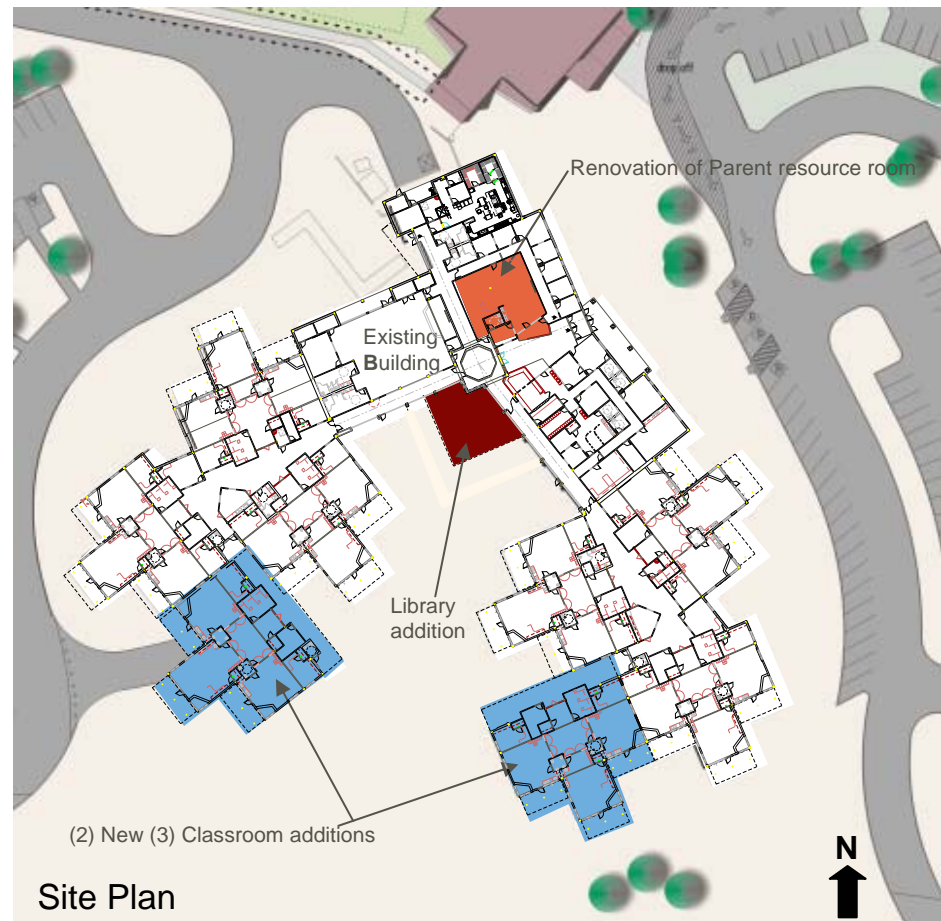 drop off
Renovation of Parent resource room
Existing
Building
Library
addition
(2) New (3) Classroom additions
Site Plan
N